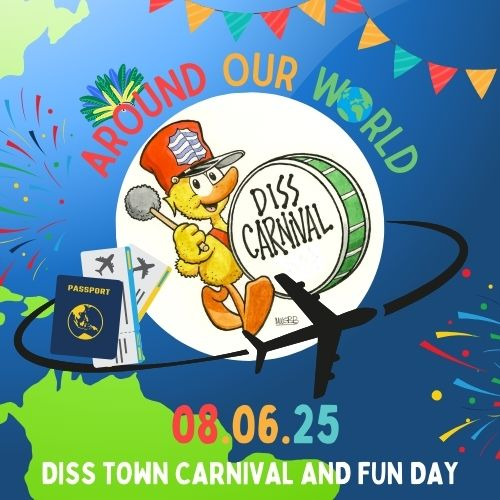 AROUND OUR WORLD
DISS
CARNIVAL
PASSPORT
08.06.25
DISS TOWN CARNIVAL AND FUN DAY